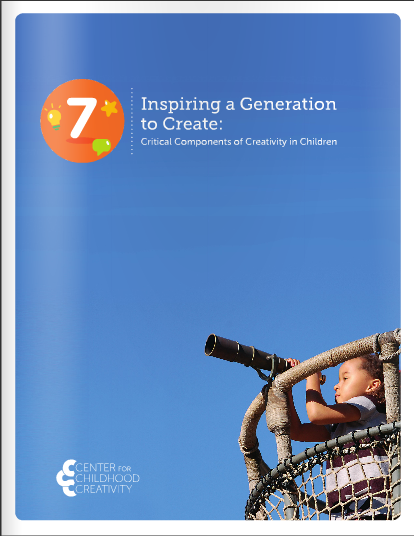 7
Inspiring a Generation
to Create:
Critical Components of Creativity in Children
CENTER FOR
CHILDHOOD
CREATIVITY